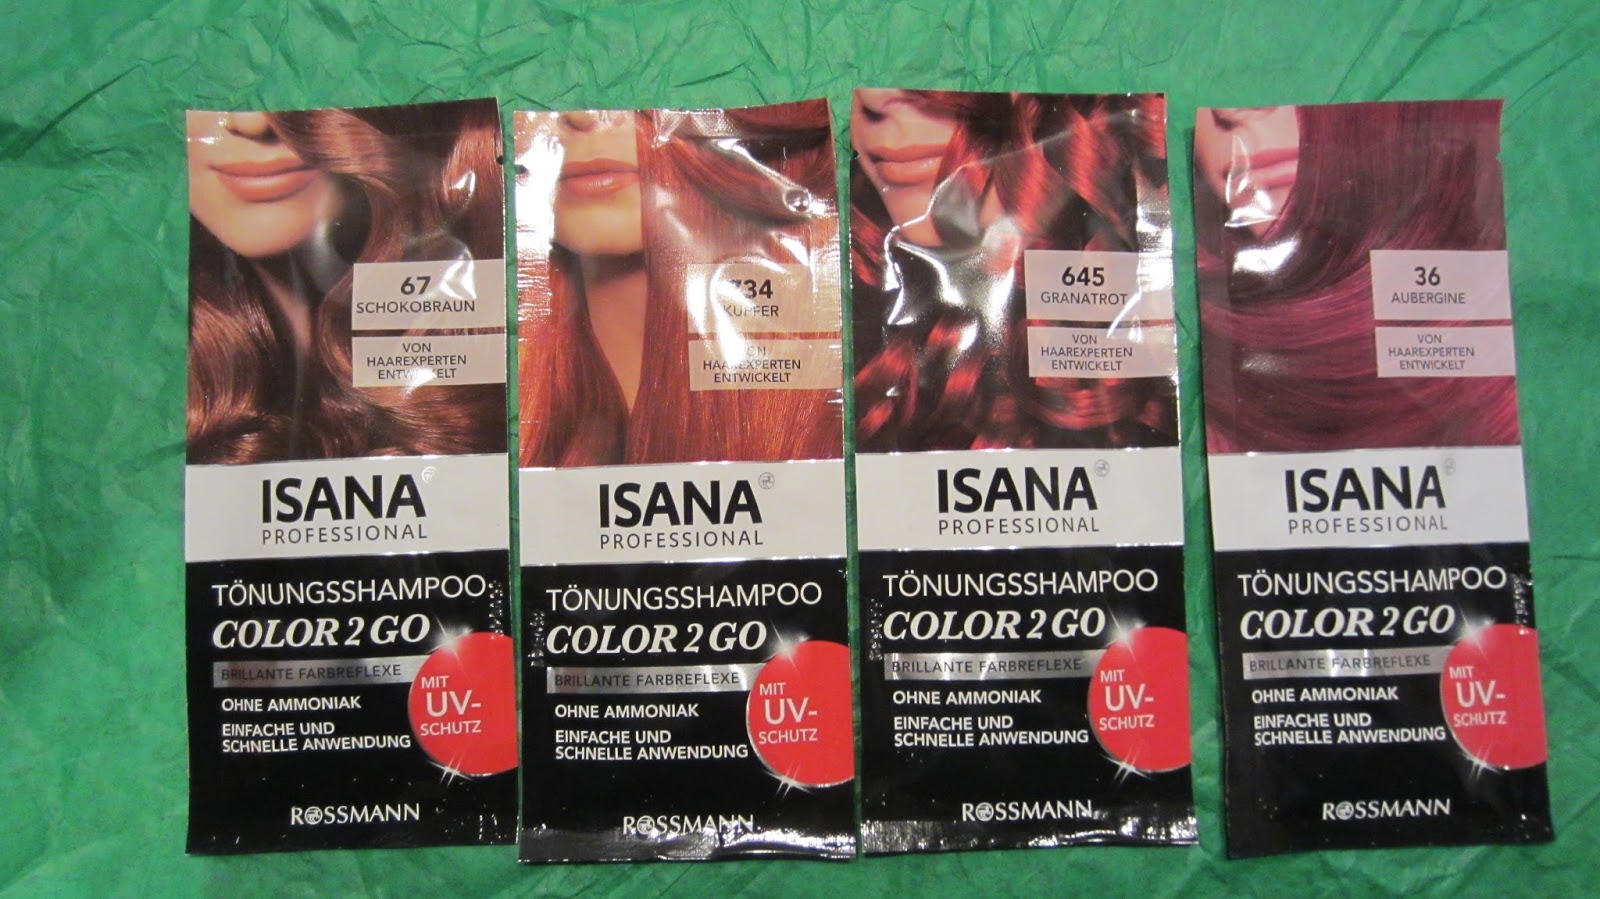 67
SCHOKOBRAUN
VON
HAAREXPERTEN
ENTWICKELT
ISANA
PROFESSIONAL
TÖNUNGSSHAMPOO
COLOR 2 GO
BRILLANTE FARBREFLEXE
OHNE AMMONIAK
EINFACHE UND
SCHNELLE ANWENDUNG
MIT
UV-
SCHUTZ
ROSSMANN
734
KUPFER
VON
HAAREXPERTEN
ENTWICKELT
ISANA
PROFESSIONAL
TÖNUNGSSHAMPOO
COLOR 2 GO
BRILLANTE FARBREFLEXE
OHNE AMMONIAK
EINFACHE UND
SCHNELLE ANWENDUNG
MIT
UV-
SCHUTZ
ROSSMANN
645
GRANATROT
VON
HAAREXPERTEN
ENTWICKELT
ISANA
PROFESSIONAL
TÖNUNGSSHAMPOO
COLOR 2 GO
BRILLANTE FARBREFLEXE
OHNE AMMONIAK
EINFACHE UND
SCHNELLE ANWENDUNG
MIT
UV-
SCHUTZ
ROSSMANN
36
AUBERGINE
VON
HAAREXPERTEN
ENTWICKELT
ISANA
PROFESSIONAL
TÖNUNGSSHAMPOO
COLOR 2 GO
BRILLANTE FARBREFLEXE
OHNE AMMONIAK
EINFACHE UND
SCHNELLE ANWENDUNG
MIT
UV-
SCHUTZ
ROSSMANN